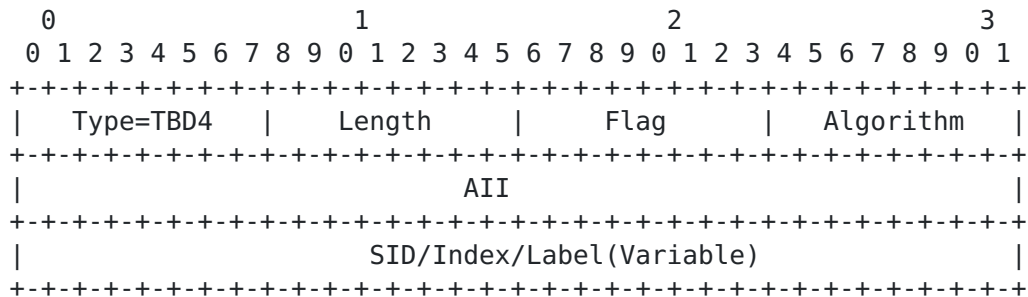 0                   1                   2                   3
 0 1 2 3 4 5 6 7 8 9 0 1 2 3 4 5 6 7 8 9 0 1 2 3 4 5 6 7 8 9 0 1
+-+-+-+-+-+-+-+-+-+-+-+-+-+-+-+-+-+-+-+-+-+-+-+-+-+-+-+-+-+-+-+-+
|   Type=TBD4   |    Length     |     Flag      |   Algorithm   |
+-+-+-+-+-+-+-+-+-+-+-+-+-+-+-+-+-+-+-+-+-+-+-+-+-+-+-+-+-+-+-+-+
|                            AII                                |
+-+-+-+-+-+-+-+-+-+-+-+-+-+-+-+-+-+-+-+-+-+-+-+-+-+-+-+-+-+-+-+-+
|                      SID/Index/Label(Variable)                |
+-+-+-+-+-+-+-+-+-+-+-+-+-+-+-+-+-+-+-+-+-+-+-+-+-+-+-+-+-+-+-+-+